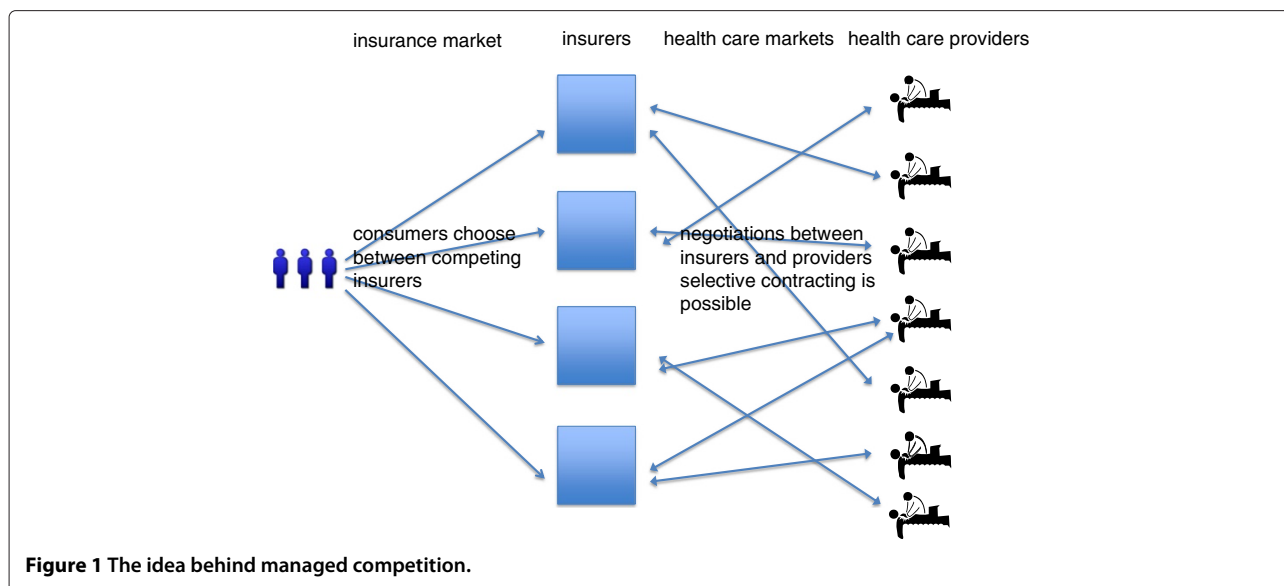 insurance market
insurers
health care markets
health care providers
consumers choose
between competing
insurers
negotiations between
insurers and providers
selective contracting is
possible
Figure 1 The idea behind managed competition.